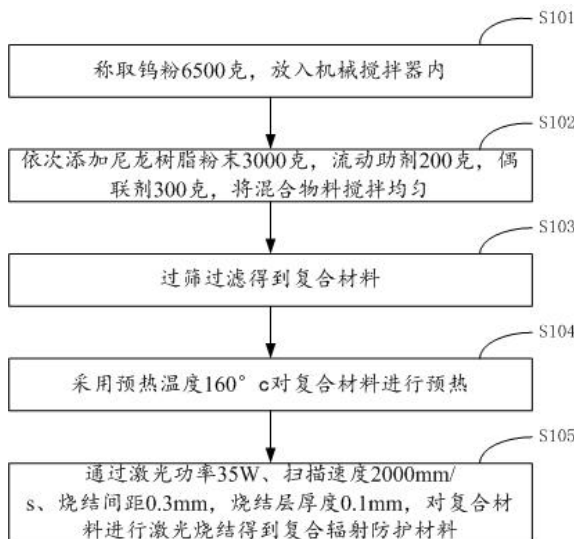 S101
称取钨粉6500克，放入机械搅拌器内
S102
依次添加尼龙树脂粉末3000克，流动助剂200克，偶
联剂300克，将混合物料搅拌均匀
S103
过筛过滤得到复合材料
S104
采用预热温度160°c对复合材料进行预热
S105
通过激光功率35W、扫描速度2000mm/
s、烧结间距0.3mm，烧结层厚度0.1mm，对复合材
料进行激光烧结得到复合辐射防护材料